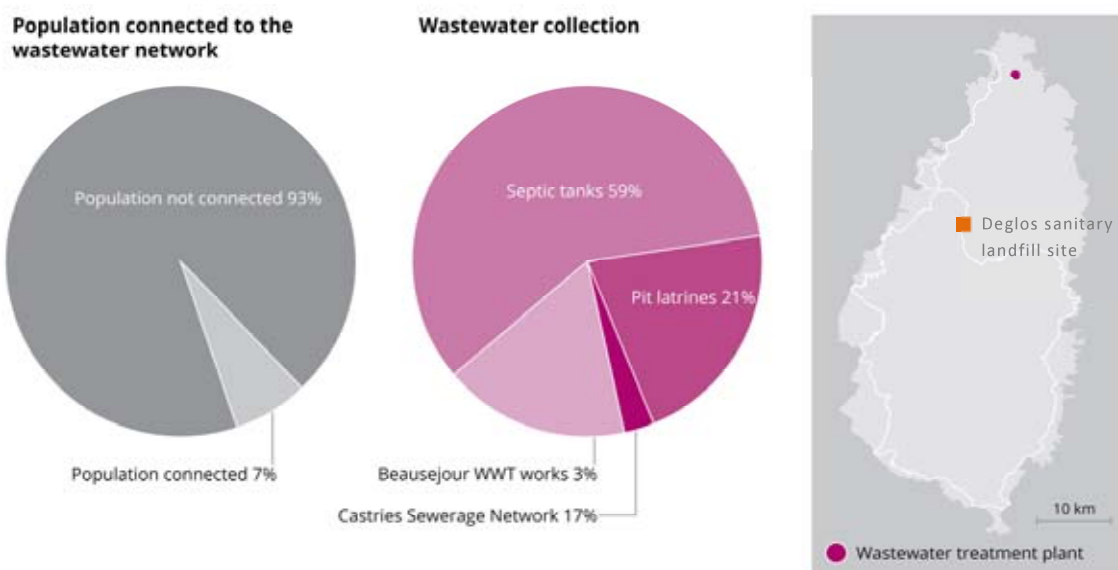 Population connected to the
wastewater network
Population not connected 93%
Population connected 7%
Wastewater collection
Septic tanks 59%
Pit latrines 21%
Beausejour WWT works 3%
Castries Sewerage Network 17%
Deglos sanitary
landfill site
10 km
Wastewater treatment plant